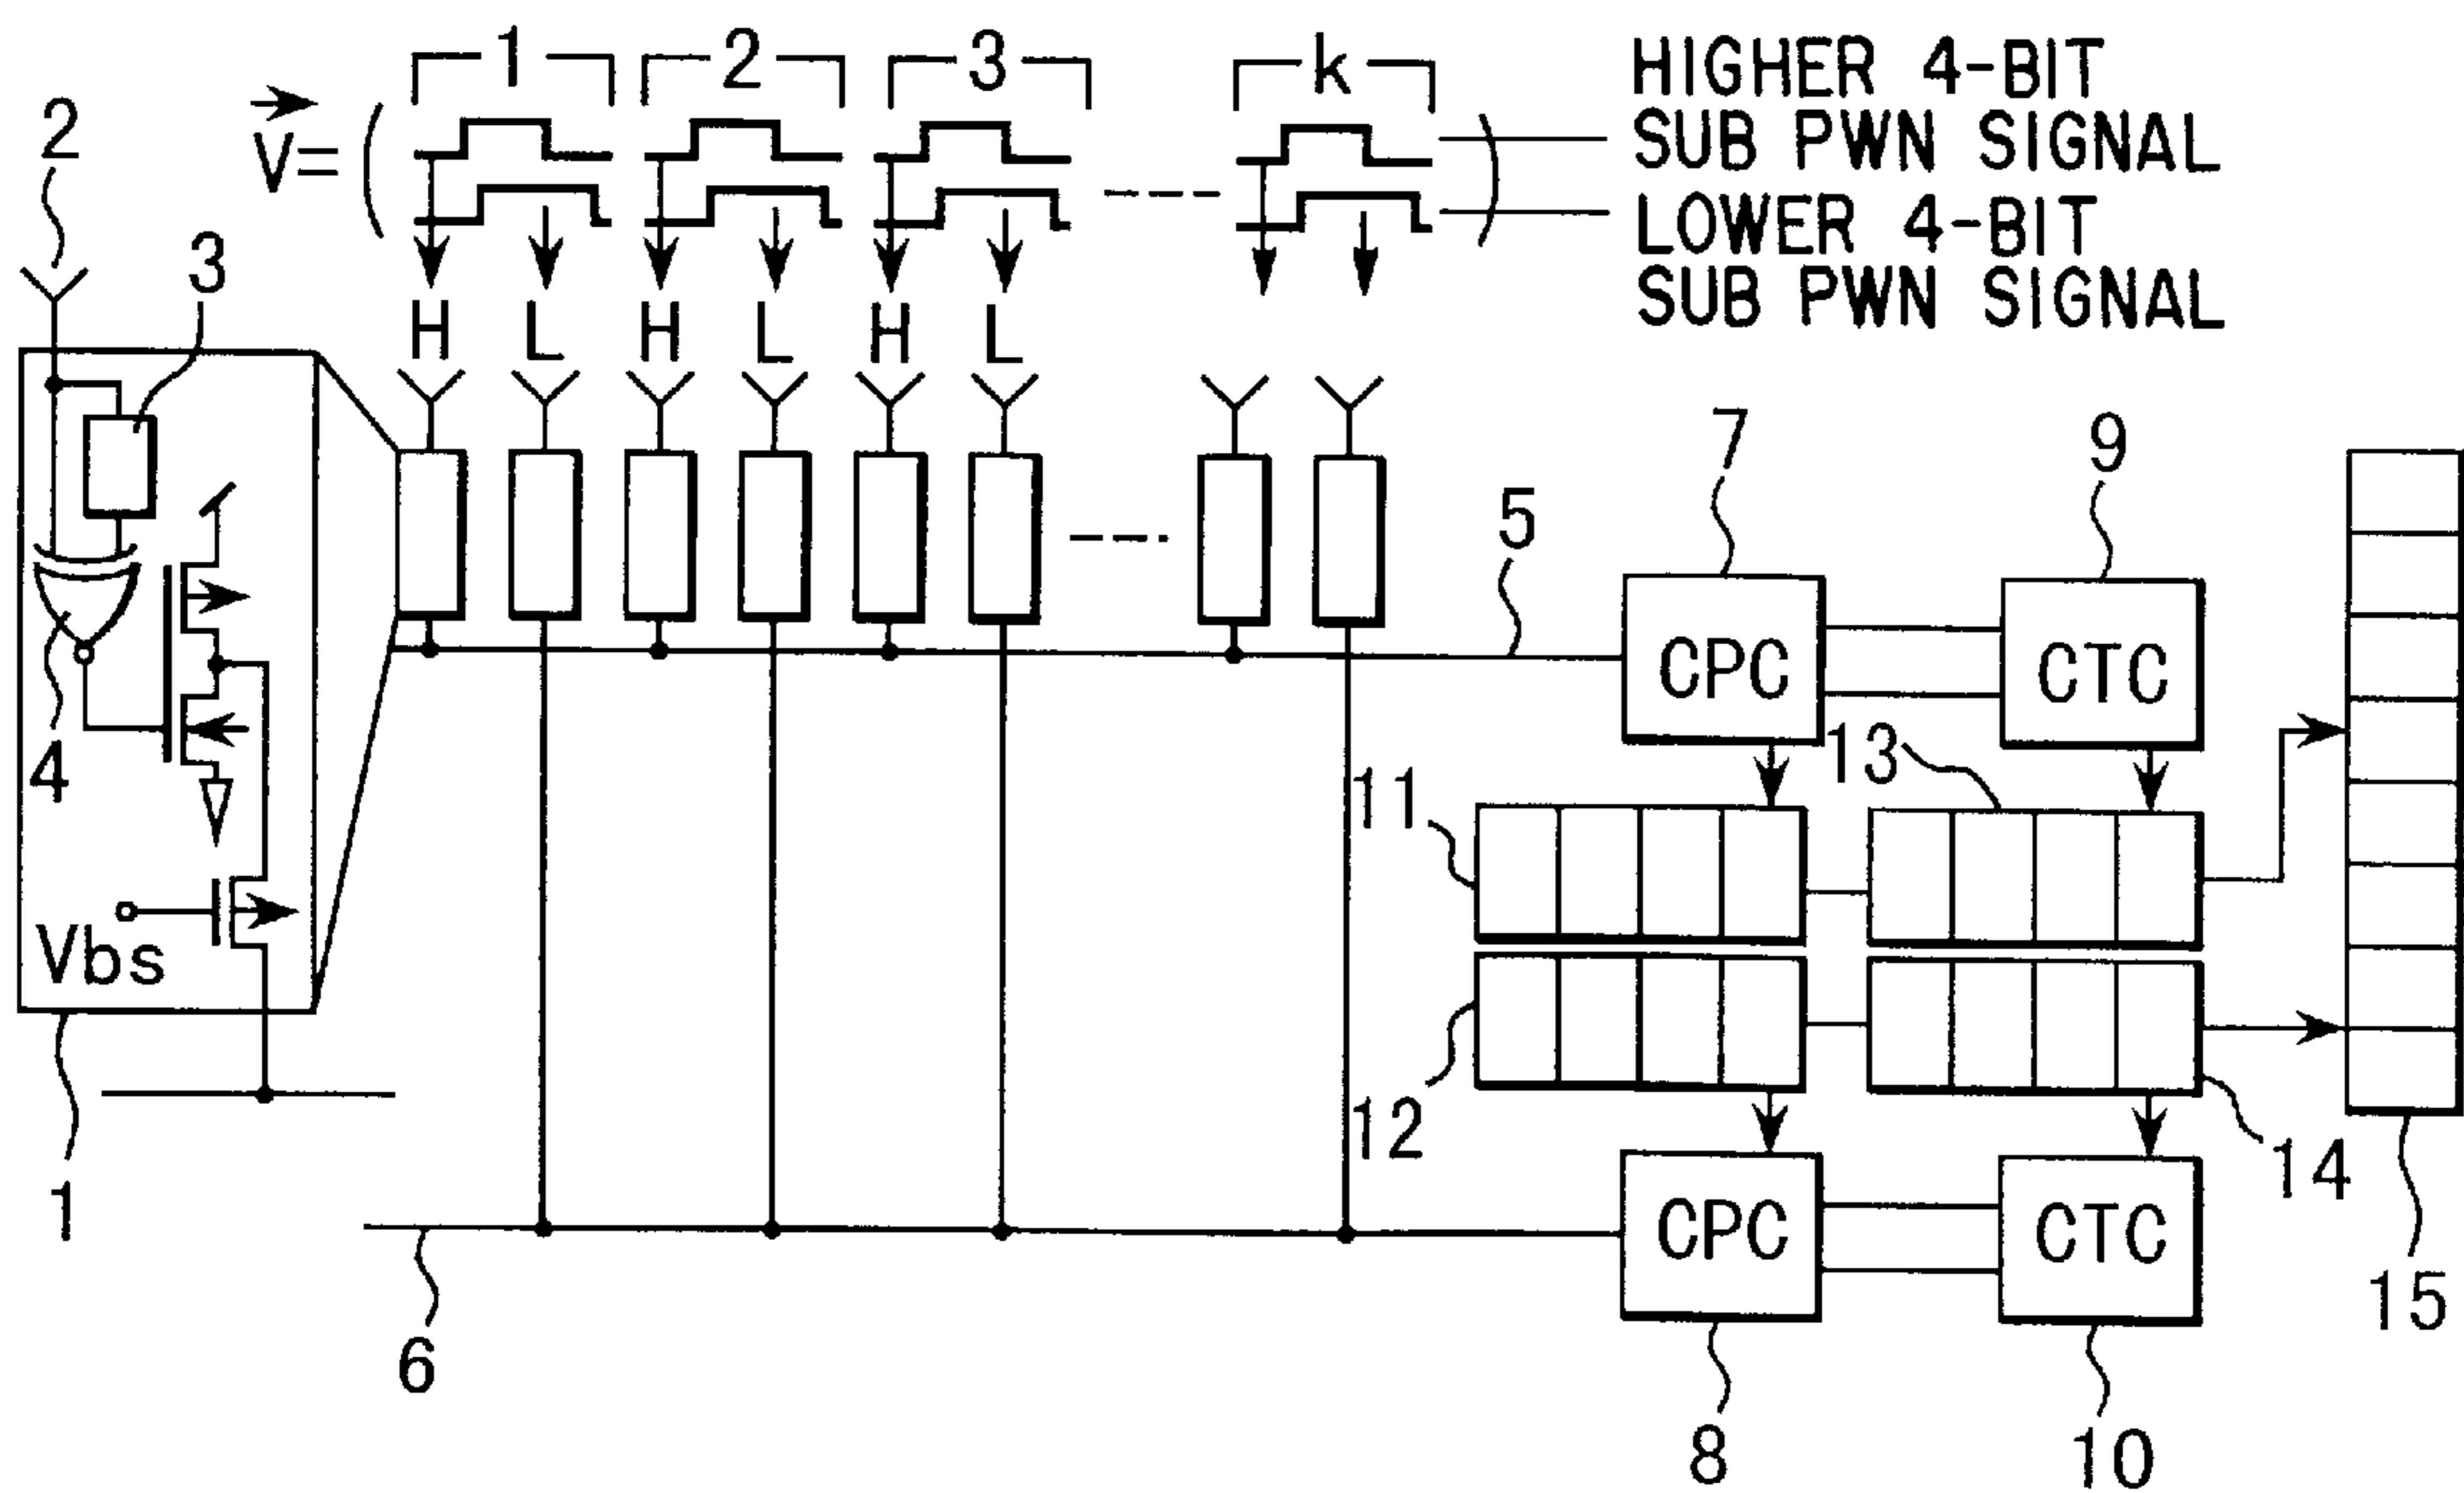 1 2 3 k
V= (
)
HIGHER 4-BIT
SUB PWN SIGNAL
LOWER 4-BIT
SUB PWN SIGNAL
2
3
H L H L H L
7
9
5
CPC
CTC
4
13
11
Vbs
12
14
1
CPC
CTC
15
6
8
10